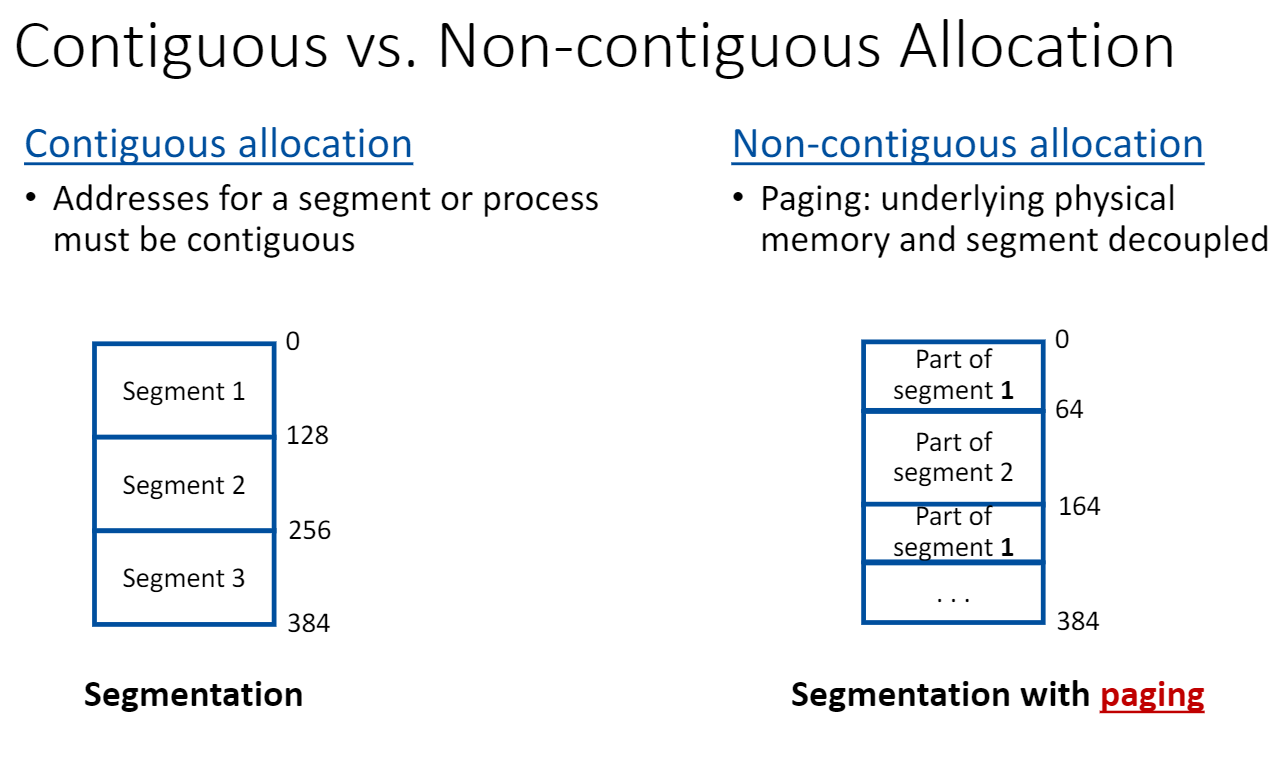 Contiguous vs. Non-contiguous Allocation
Contiguous allocation
• Addresses for a segment or process
must be contiguous
0
Segment 1
128
Segment 2
256
Segment 3
384
Segmentation
Non-contiguous allocation
• Paging: underlying physical
memory and segment decoupled
0
Part of
segment 1
64
Part of
segment 2
164
Part of
segment 1
. . .
384
Segmentation with paging